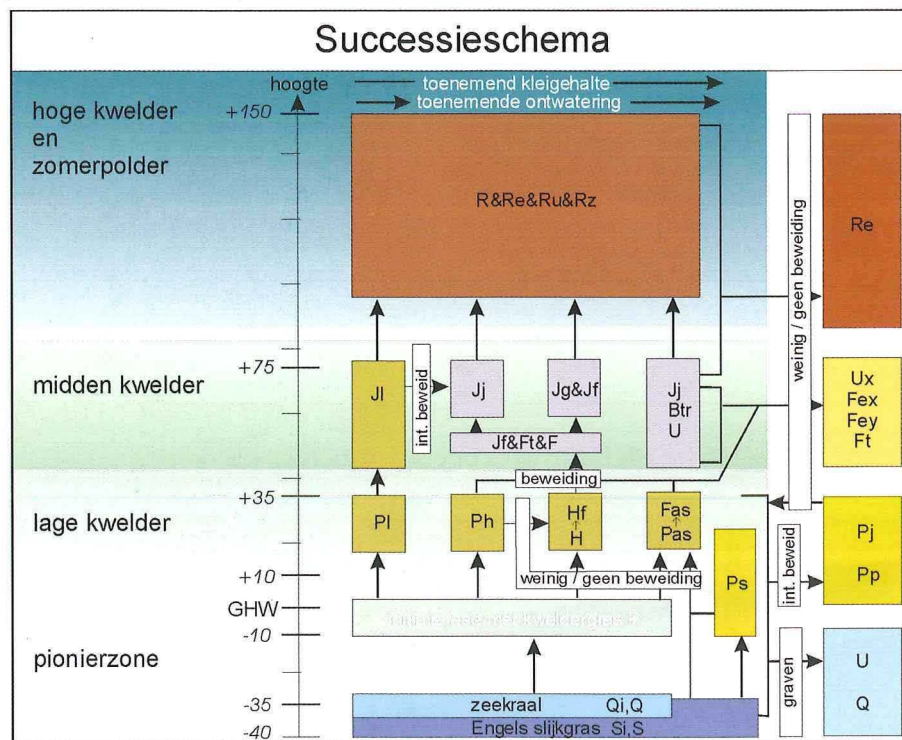 Successieschema
hoogte
toenemend kleigehalte
toenemende ontwatering
hoge kwelder
en
zomerpolder
+150
R&Re&Ru&Rz
Re
weinig / geen beweiding
midden kwelder
+75
Jl
int. beweid
Jj
Jg&Jf
Jj
Btr
U
Jf&Ft&F
Ux
Fex
Fey
Ft
beweiding
lage kwelder
+35
Pl
Ph
Hf
↑
H
Fas
↑
Pas
Ps
weinig / geen beweiding
int. beweid
Pj
Pp
+10
GHW
-10
pionierzone
graven
U
Q
-35
-40
zeekraal Qi,Q
Engels slijkgras Si,S